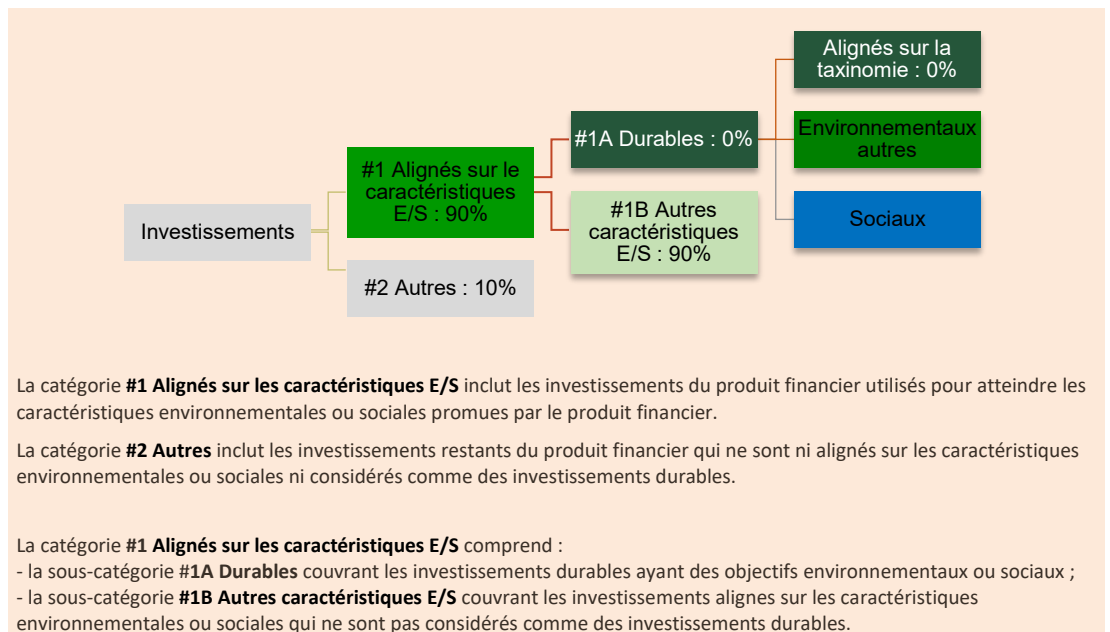 Alignés sur la
taxinomie : 0%
#1A Durables : 0%
Environnementaux
autres
#1 Alignés sur le
caractéristiques
E/S : 90%
#1B Autres
caractéristiques
E/S : 90%
Sociaux
Investissements
#2 Autres : 10%
La catégorie #1 Alignés sur les caractéristiques E/S inclut les investissements du produit financier utilisés pour atteindre les
caractéristiques environnementales ou sociales promues par le produit financier.
La catégorie #2 Autres inclut les investissements restants du produit financier qui ne sont ni alignés sur les caractéristiques
environnementales ou sociales ni considérés comme des investissements durables.
La catégorie #1 Alignés sur les caractéristiques E/S comprend :
- la sous-catégorie #1A Durables couvrant les investissements durables ayant des objectifs environnementaux ou sociaux ;
- la sous-catégorie #1B Autres caractéristiques E/S couvrant les investissements alignes sur les caractéristiques
environnementales ou sociales qui ne sont pas considérés comme des investissements durables.